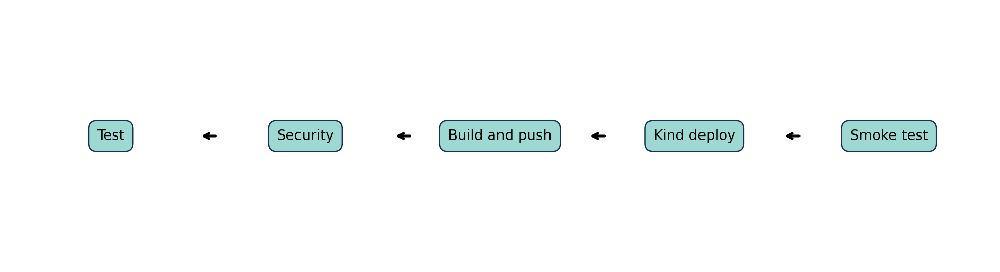 Test
Security
Build and push
Kind deploy
Smoke test